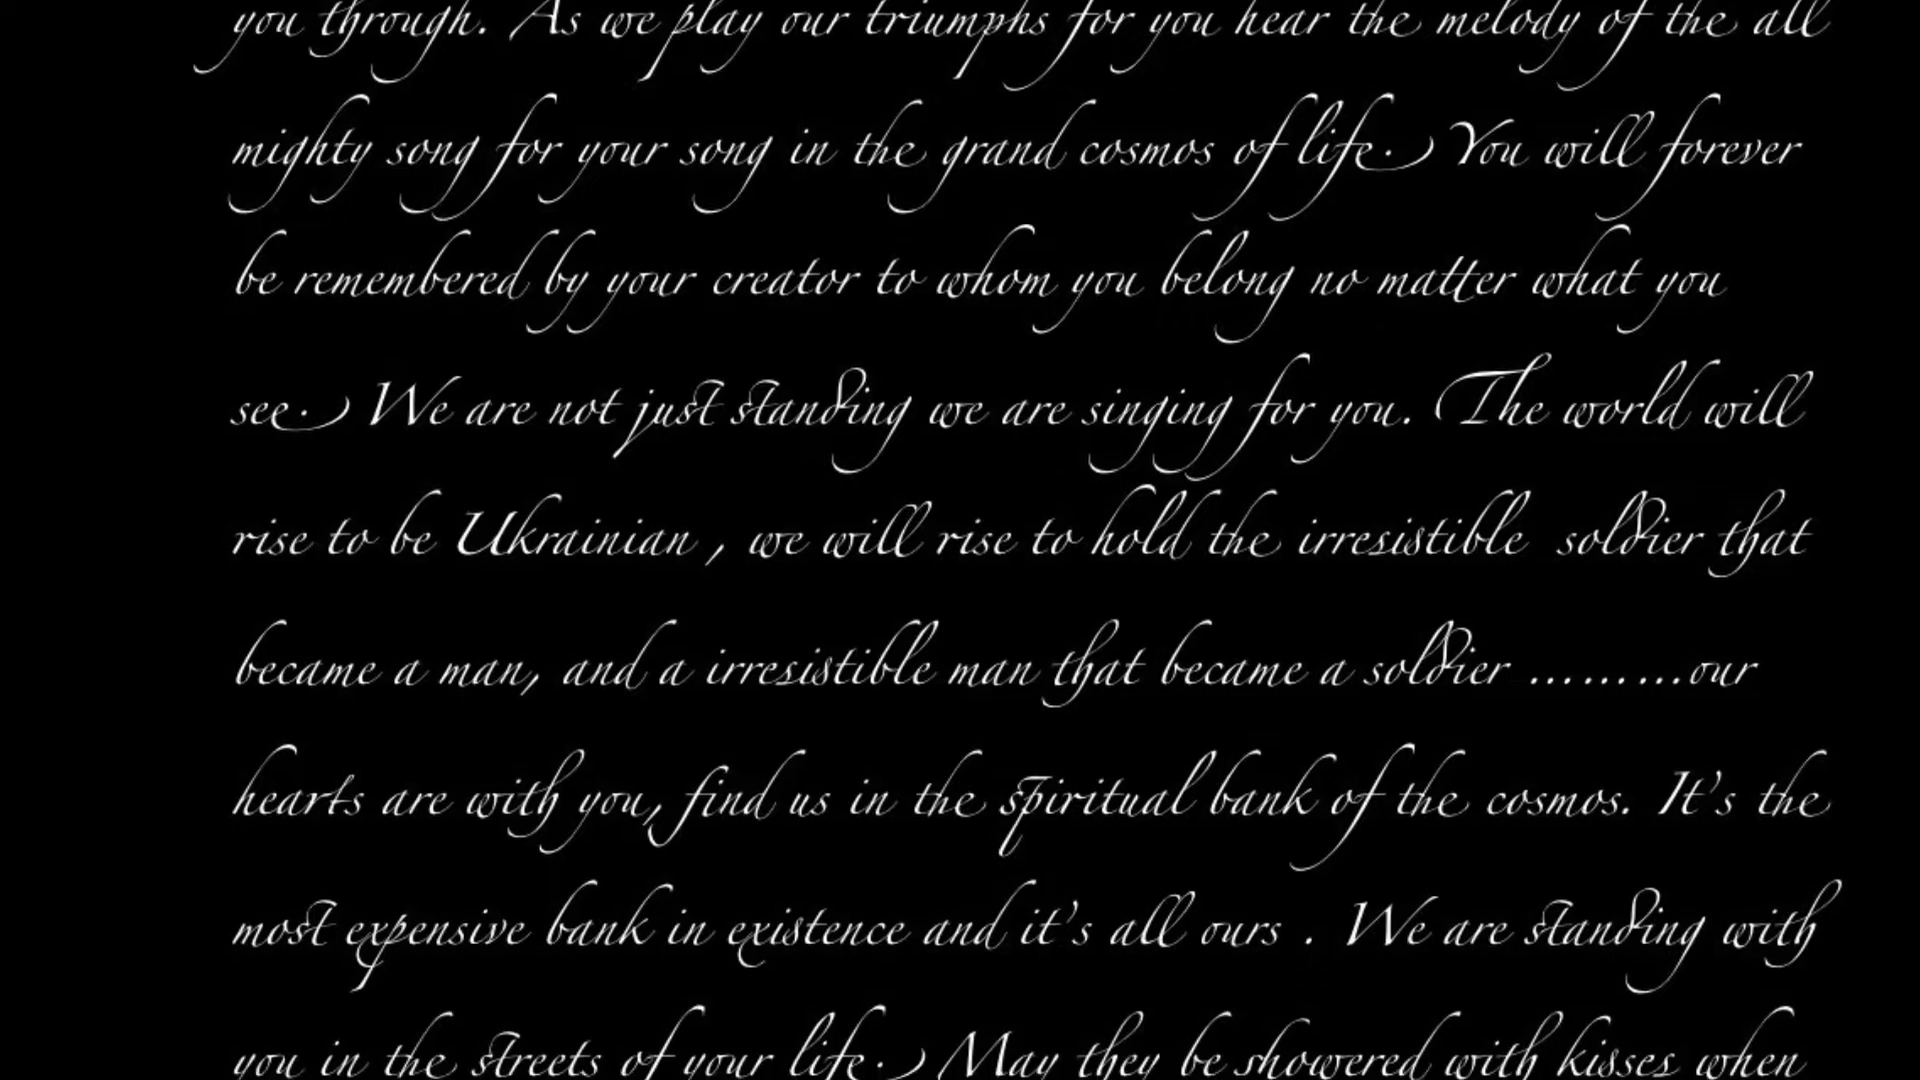 you through. As we play our triumphs for you hear the melody of the all
mighty song for your song in the grand cosmos of life. You will forever
be remembered by your creator to whom you belong no matter what you
see. We are not just standing we are singing for you. The world will
rise to be Ukrainian , we will rise to hold the irresistible soldier that
became a man, and a irresistible man that became a soldier .........our
hearts are with you, find us in the spiritual bank of the cosmos. It's the
most expensive bank in existence and it's all ours . We are standing with
you in the streets of your life. May they be showered with kisses when